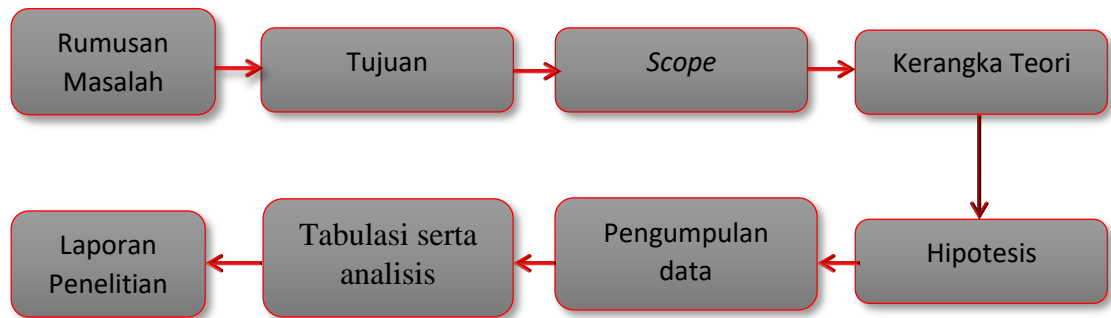 Rumusan
Masalah
Tujuan
Scope
Kerangka Teori
Hipotesis
Pengumpulan
data
Tabulasi serta
analisis
Laporan
Penelitian